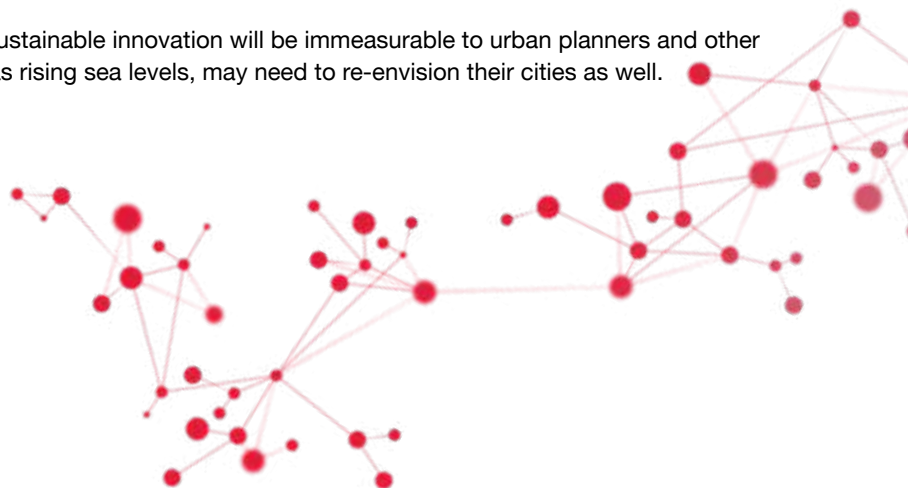 ustainable innovation will be immeasurable to urban planners and other
s rising sea levels, may need to re-envision their cities as well.